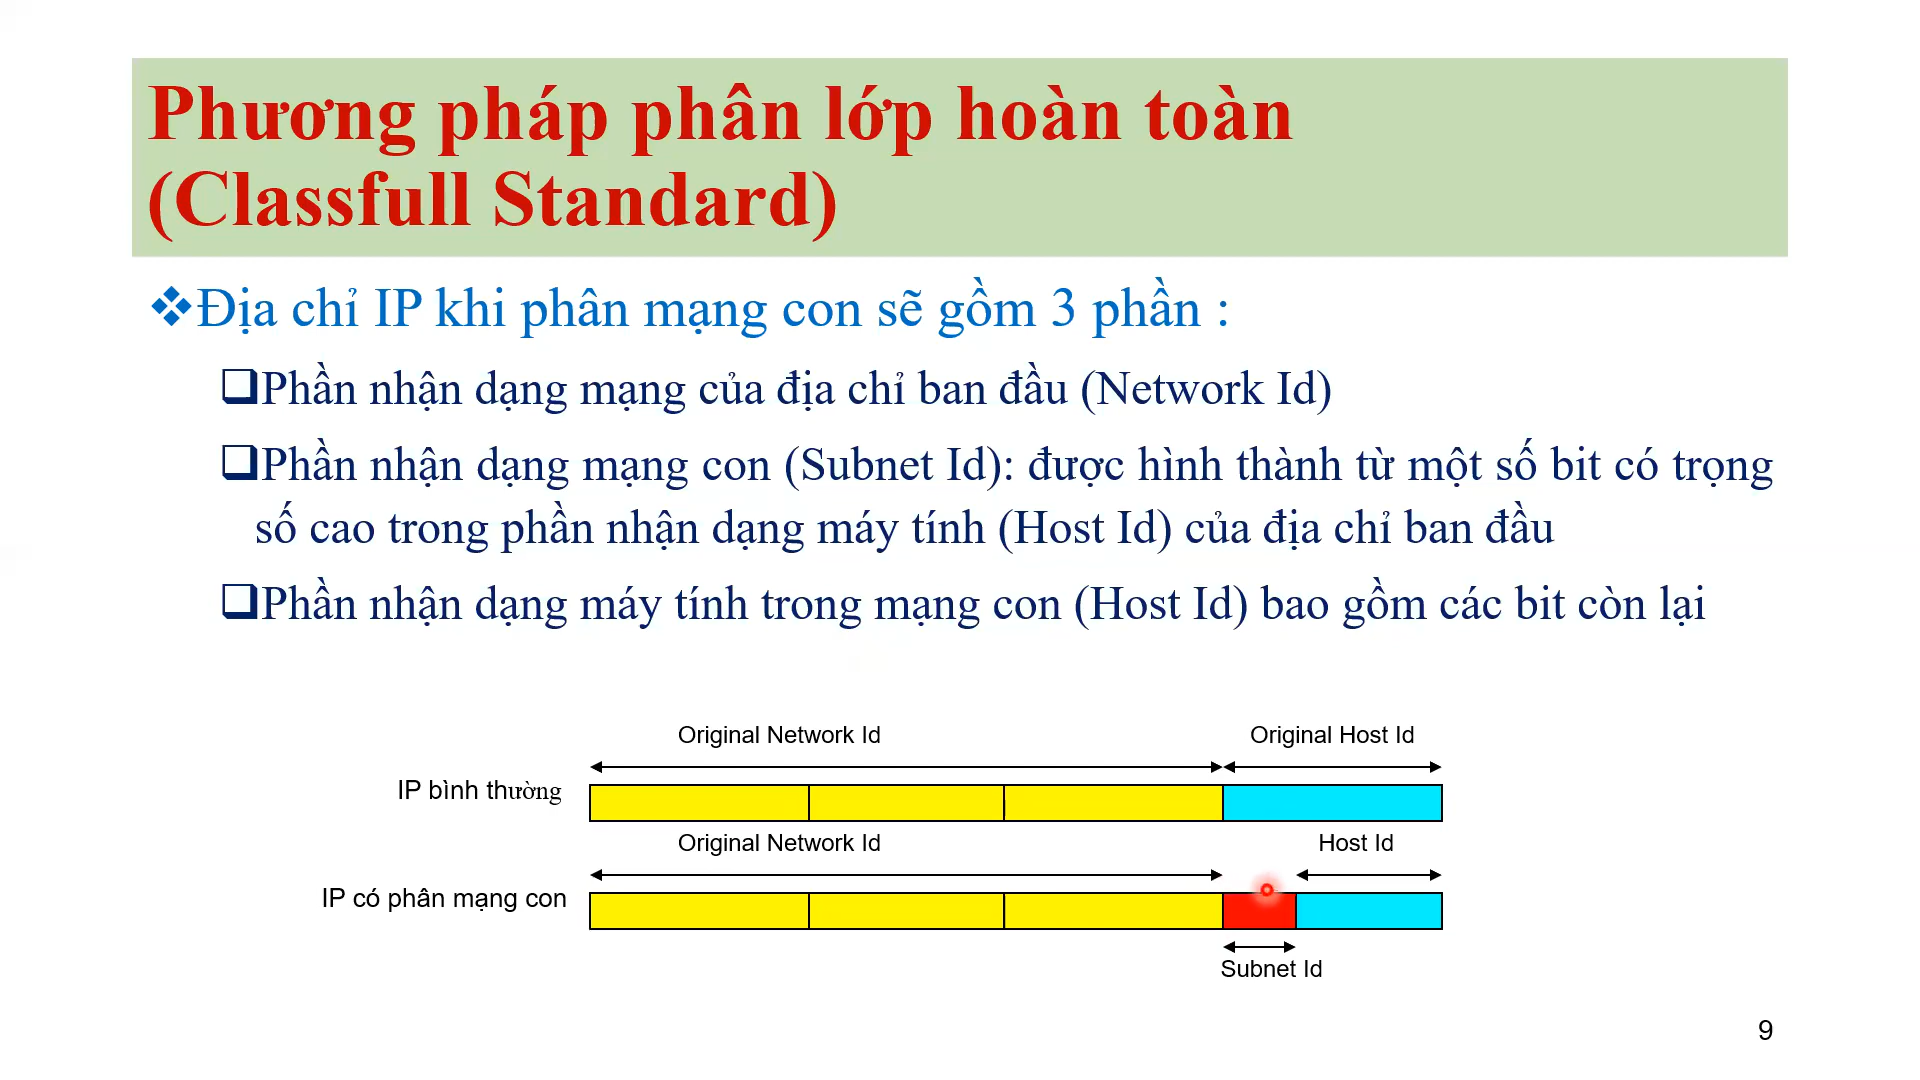 Phương pháp phân lớp hoàn toàn
(Classfull Standard)
Địa chỉ IP khi phân mạng con sẽ gồm 3 phần :
Phần nhận dạng mạng của địa chỉ ban đầu (Network Id)
Phần nhận dạng mạng con (Subnet Id): được hình thành từ một số bit có trọng
số cao trong phần nhận dạng máy tính (Host Id) của địa chỉ ban đầu
Phần nhận dạng máy tính trong mạng con (Host Id) bao gồm các bit còn lại
Original Network Id
Original Host Id
IP bình thường
Original Network Id
Host Id
IP có phân mạng con
Subnet Id
9